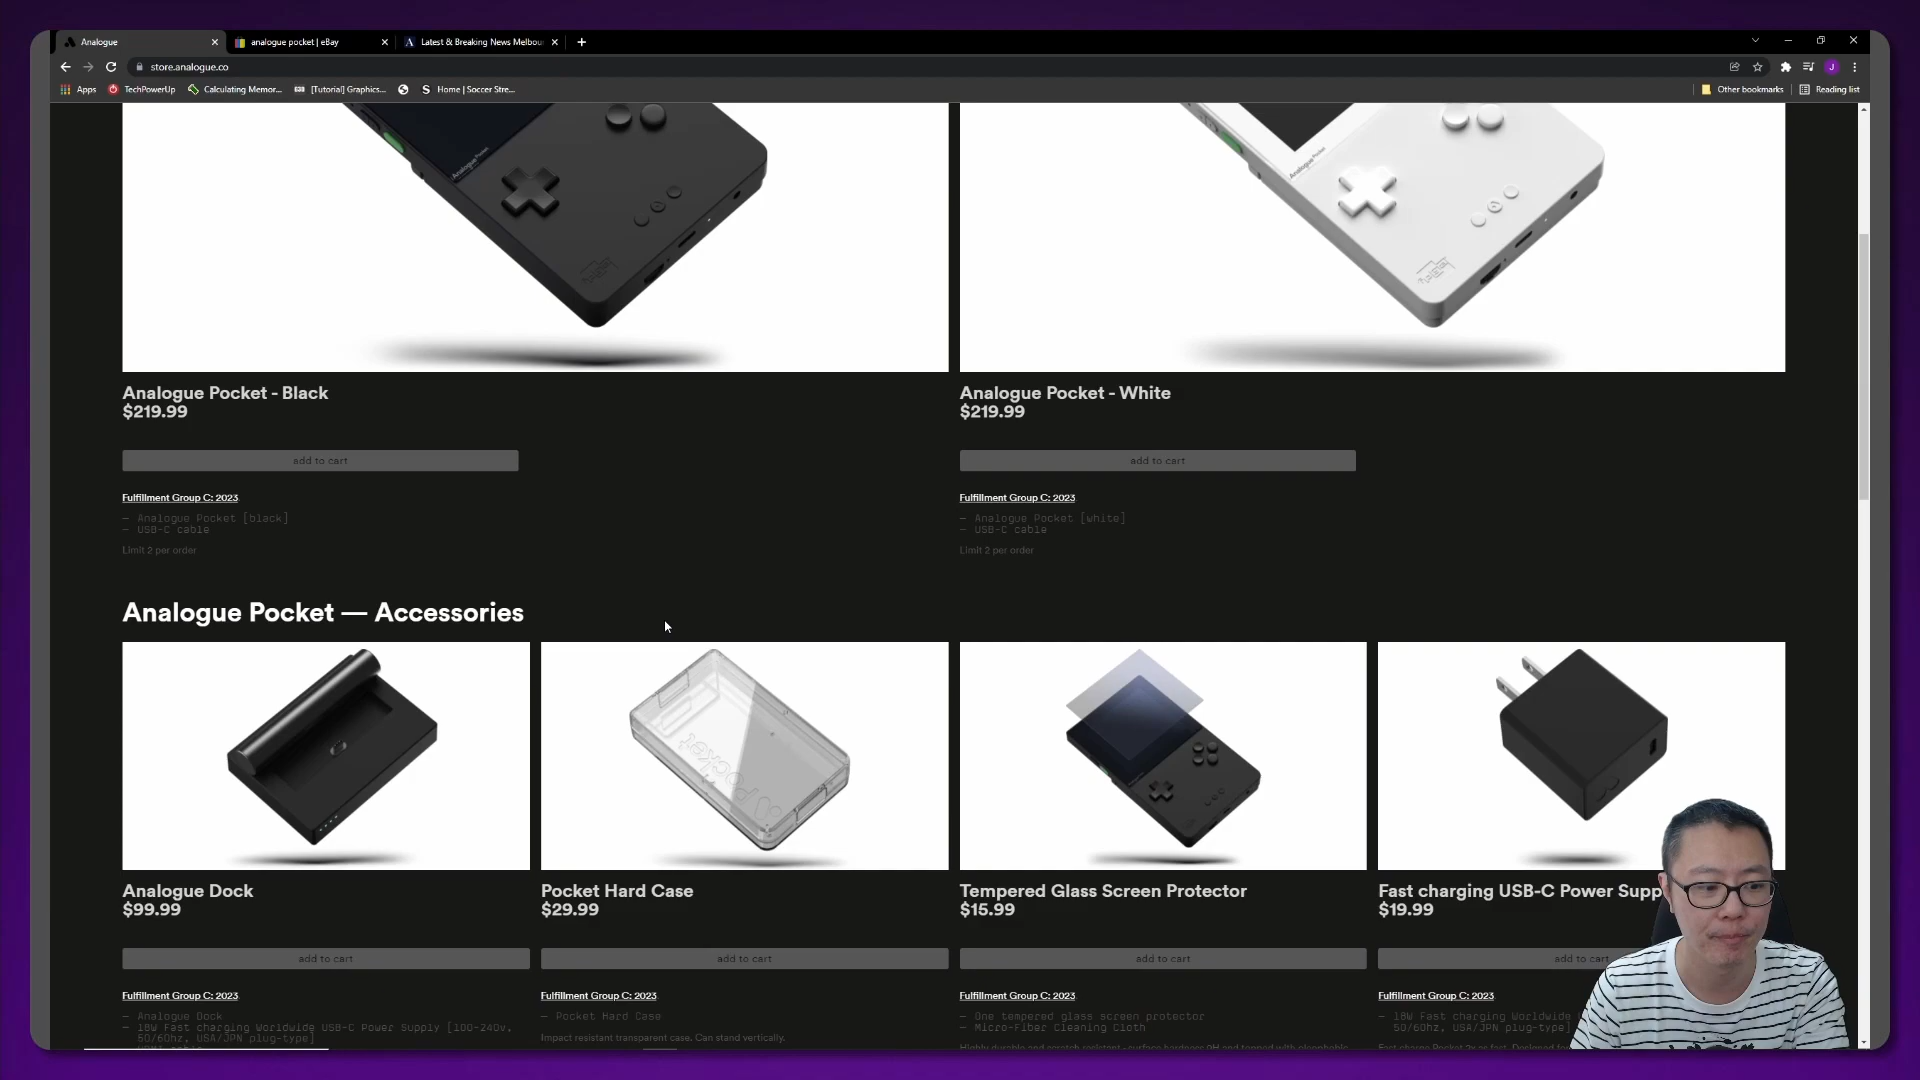 Analogue
analogue pocket | eBay
Latest & Breaking News Melbou
store.analogue.co
Apps
TechPowerUp
Calculating Memor...
[Tutorial] Graphics...
Home | Soccer Stre...
Other bookmarks
Reading list
Analogue Pocket
Analogue Pocket
Analogue Pocket - Black
$219.99
add to cart
Fulfillment Group C: 2023
— Analogue Pocket [black]
— USB-C cable
Limit 2 per order
Analogue Pocket - White
$219.99
add to cart
Fulfillment Group C: 2023
— Analogue Pocket [white]
— USB-C cable
Limit 2 per order
Analogue Pocket — Accessories
Pocket
Analogue Dock
$99.99
add to cart
Fulfillment Group C: 2023
— Analogue Dock
— 18W Fast charging Worldwide USB-C Power Supply [100-240v,
50/60hz, USA/JPN plug-type]
Pocket Hard Case
$29.99
add to cart
Fulfillment Group C: 2023
— Pocket Hard Case
Impact resistant transparent case. Can stand vertically.
Tempered Glass Screen Protector
$15.99
add to cart
Fulfillment Group C: 2023
— One tempered glass screen protector
— Micro-Fiber Cleaning Cloth
Fast charging USB-C Power Supp
$19.99
add to cart
Fulfillment Group C: 2023
— 18W Fast charging Worldwide
50/60hz, USA/JPN plug-type]